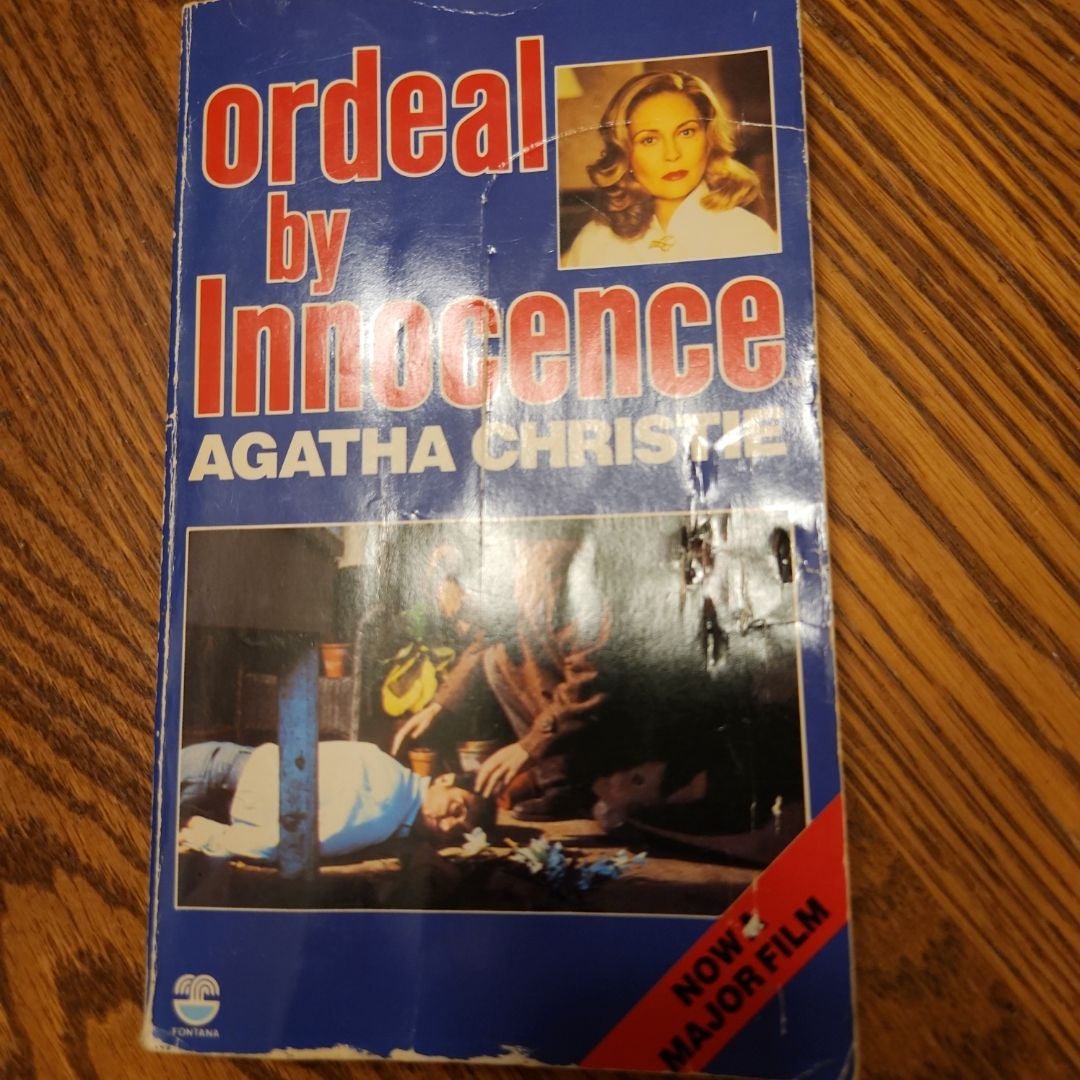 ordeal
by
Innocence
AGATHA CHRISTIE
NOW A
MAJOR FILM
FONTANA